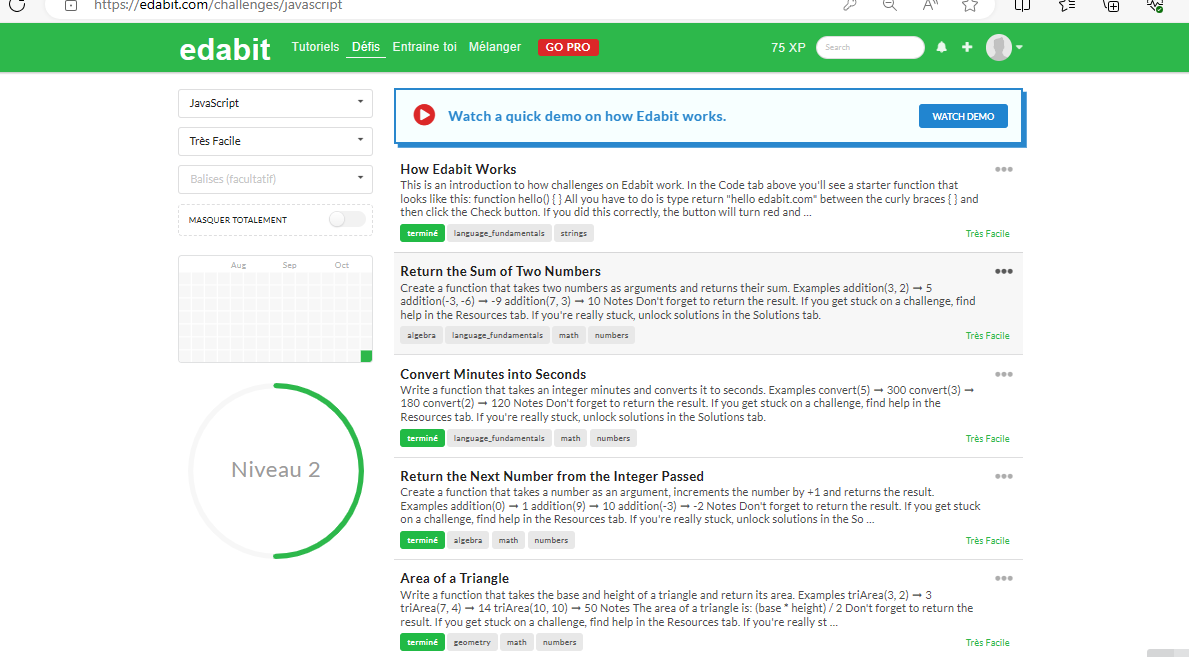 https://edabit.com/challenges/javascript
edabit Tutoriels Défis Entraine toi Mélanger GO PRO 75 XP Search
JavaScript
Très Facile
Balises (facultatif)
MASQUER TOTALEMENT
Aug Sep Oct
Niveau 2
Watch a quick demo on how Edabit works. WATCH DEMO
How Edabit Works
This is an introduction to how challenges on Edabit work. In the Code tab above you'll see a starter function that
looks like this: function hello() { } All you have to do is type return "hello edabit.com" between the curly braces { } and
then click the Check button. If you did this correctly, the button will turn red and ...
terminé language_fundamentals strings Très Facile
Return the Sum of Two Numbers
Create a function that takes two numbers as arguments and returns their sum. Examples addition(3, 2) ➞ 5
addition(-3, -6) ➞ -9 addition(7, 3) ➞ 10 Notes Don't forget to return the result. If you get stuck on a challenge, find
help in the Resources tab. If you're really stuck, unlock solutions in the Solutions tab.
algebra language_fundamentals math numbers Très Facile
Convert Minutes into Seconds
Write a function that takes an integer minutes and converts it to seconds. Examples convert(5) ➞ 300 convert(3) ➞
180 convert(2) ➞ 120 Notes Don't forget to return the result. If you get stuck on a challenge, find help in the
Resources tab. If you're really stuck, unlock solutions in the Solutions tab.
terminé language_fundamentals math numbers Très Facile
Return the Next Number from the Integer Passed
Create a function that takes a number as an argument, increments the number by +1 and returns the result.
Examples addition(0) ➞ 1 addition(9) ➞ 10 addition(-3) ➞ -2 Notes Don't forget to return the result. If you get stuck
on a challenge, find help in the Resources tab. If you're really stuck, unlock solutions in the So ...
terminé algebra math numbers Très Facile
Area of a Triangle
Write a function that takes the base and height of a triangle and return its area. Examples triArea(3, 2) ➞ 3
triArea(7, 4) ➞ 14 triArea(10, 10) ➞ 50 Notes The area of a triangle is: (base * height) / 2 Don't forget to return the
result. If you get stuck on a challenge, find help in the Resources tab. If you're really st ...
terminé geometry math numbers Très Facile